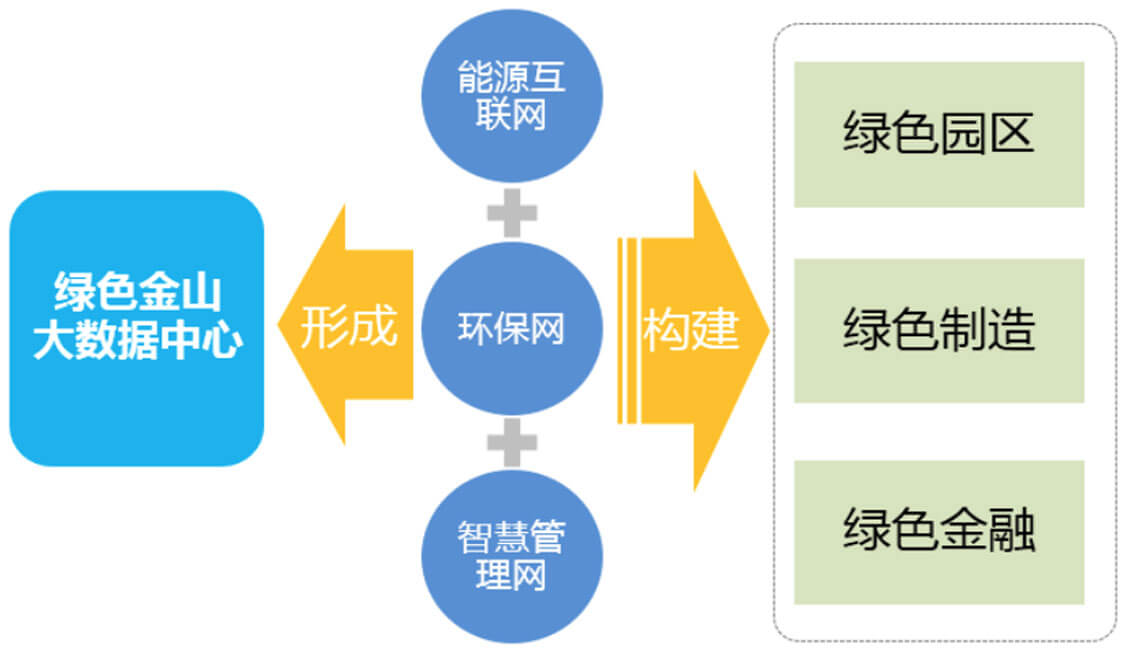 绿色金山
大数据中心
形成
能源互
联网
环保网
智慧管
理网
构建
绿色园区
绿色制造
绿色金融